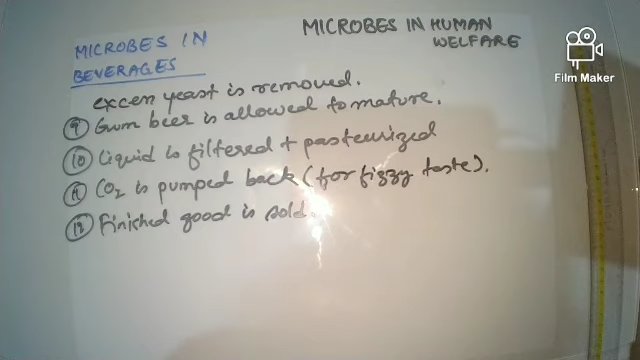 MICROBES IN HUMAN
WELFARE
MICROBES IN
BEVERAGES
excen yeast is removed.
⑨ Gum beer is allowed to mature.
⑩ Liquid is filtered + pasteurized
⑪ CO₂ is pumped back (for fizzy taste).
⑫ Finished good is sold.
Film Maker